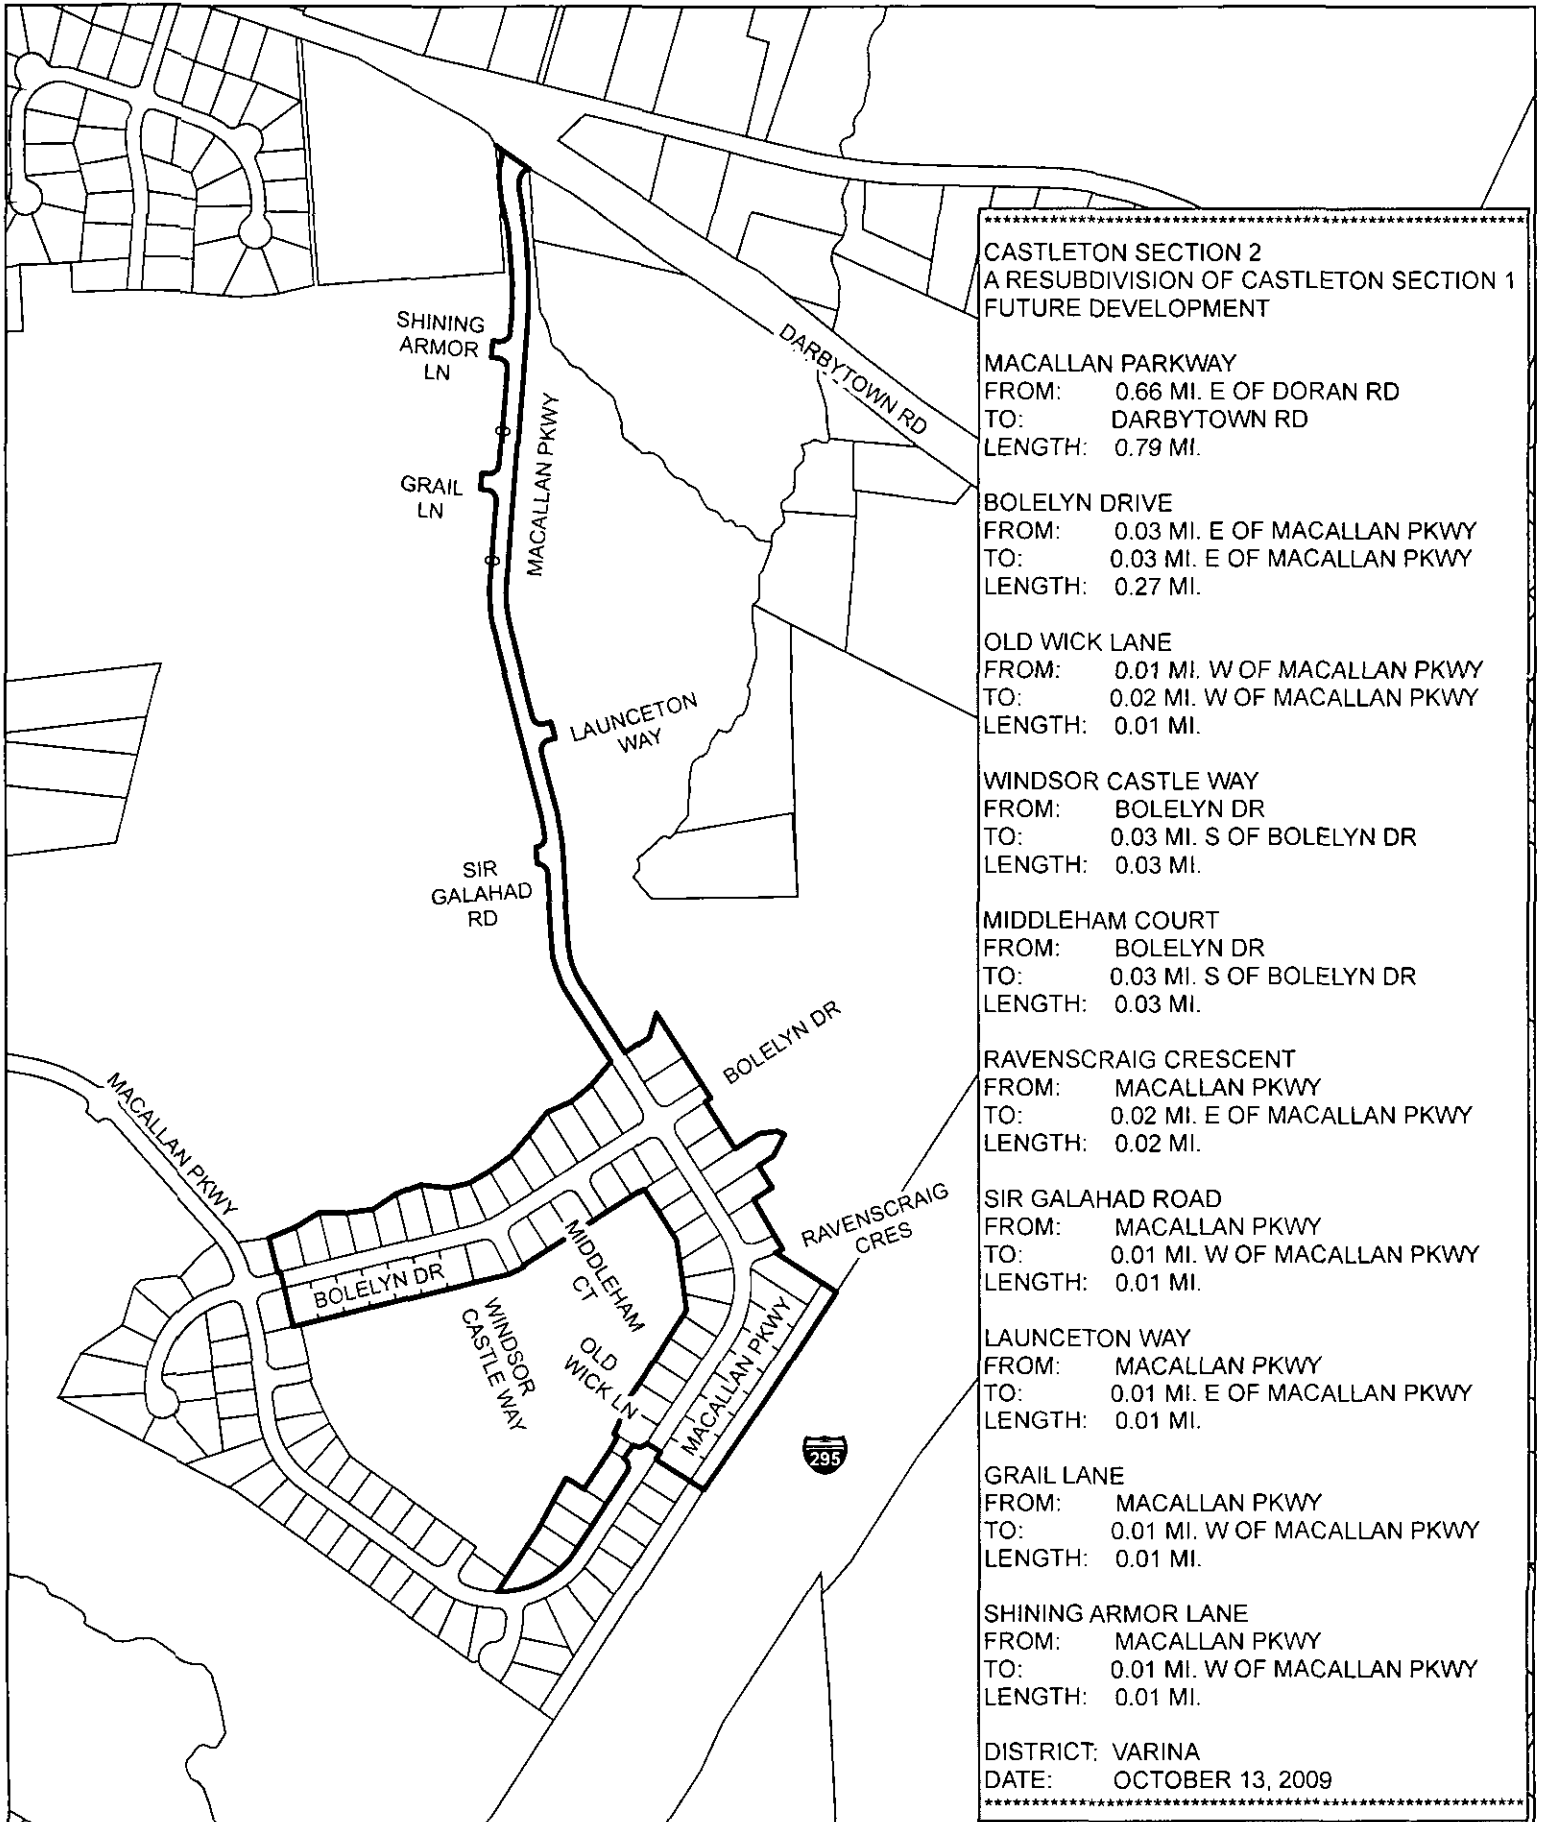 SHINING
ARMOR
LN
GRAIL
LN
MACALLAN PKWY
DARBYTOWN RD
LAUNCETON
WAY
SIR
GALAHAD
RD
BOLELYN DR
MACALLAN PKWY
RAVENSCRAIG
CRES
BOLELYN DR
MIDDLEHAM
CT
WINDSOR
CASTLE WAY
OLD
WICK LN
MACALLAN PKWY
295
************************************************************
CASTLETON SECTION 2
A RESUBDIVISION OF CASTLETON SECTION 1
FUTURE DEVELOPMENT
MACALLAN PARKWAY
FROM: 0.66 MI. E OF DORAN RD
TO: DARBYTOWN RD
LENGTH: 0.79 MI.
BOLELYN DRIVE
FROM: 0.03 MI. E OF MACALLAN PKWY
TO: 0.03 MI. E OF MACALLAN PKWY
LENGTH: 0.27 MI.
OLD WICK LANE
FROM: 0.01 MI. W OF MACALLAN PKWY
TO: 0.02 MI. W OF MACALLAN PKWY
LENGTH: 0.01 MI.
WINDSOR CASTLE WAY
FROM: BOLELYN DR
TO: 0.03 MI. S OF BOLELYN DR
LENGTH: 0.03 MI.
MIDDLEHAM COURT
FROM: BOLELYN DR
TO: 0.03 MI. S OF BOLELYN DR
LENGTH: 0.03 MI.
RAVENSCRAIG CRESCENT
FROM: MACALLAN PKWY
TO: 0.02 MI. E OF MACALLAN PKWY
LENGTH: 0.02 MI.
SIR GALAHAD ROAD
FROM: MACALLAN PKWY
TO: 0.01 MI. W OF MACALLAN PKWY
LENGTH: 0.01 MI.
LAUNCETON WAY
FROM: MACALLAN PKWY
TO: 0.01 MI. E OF MACALLAN PKWY
LENGTH: 0.01 MI.
GRAIL LANE
FROM: MACALLAN PKWY
TO: 0.01 MI. W OF MACALLAN PKWY
LENGTH: 0.01 MI.
SHINING ARMOR LANE
FROM: MACALLAN PKWY
TO: 0.01 MI. W OF MACALLAN PKWY
LENGTH: 0.01 MI.
DISTRICT: VARINA
DATE: OCTOBER 13, 2009
************************************************************